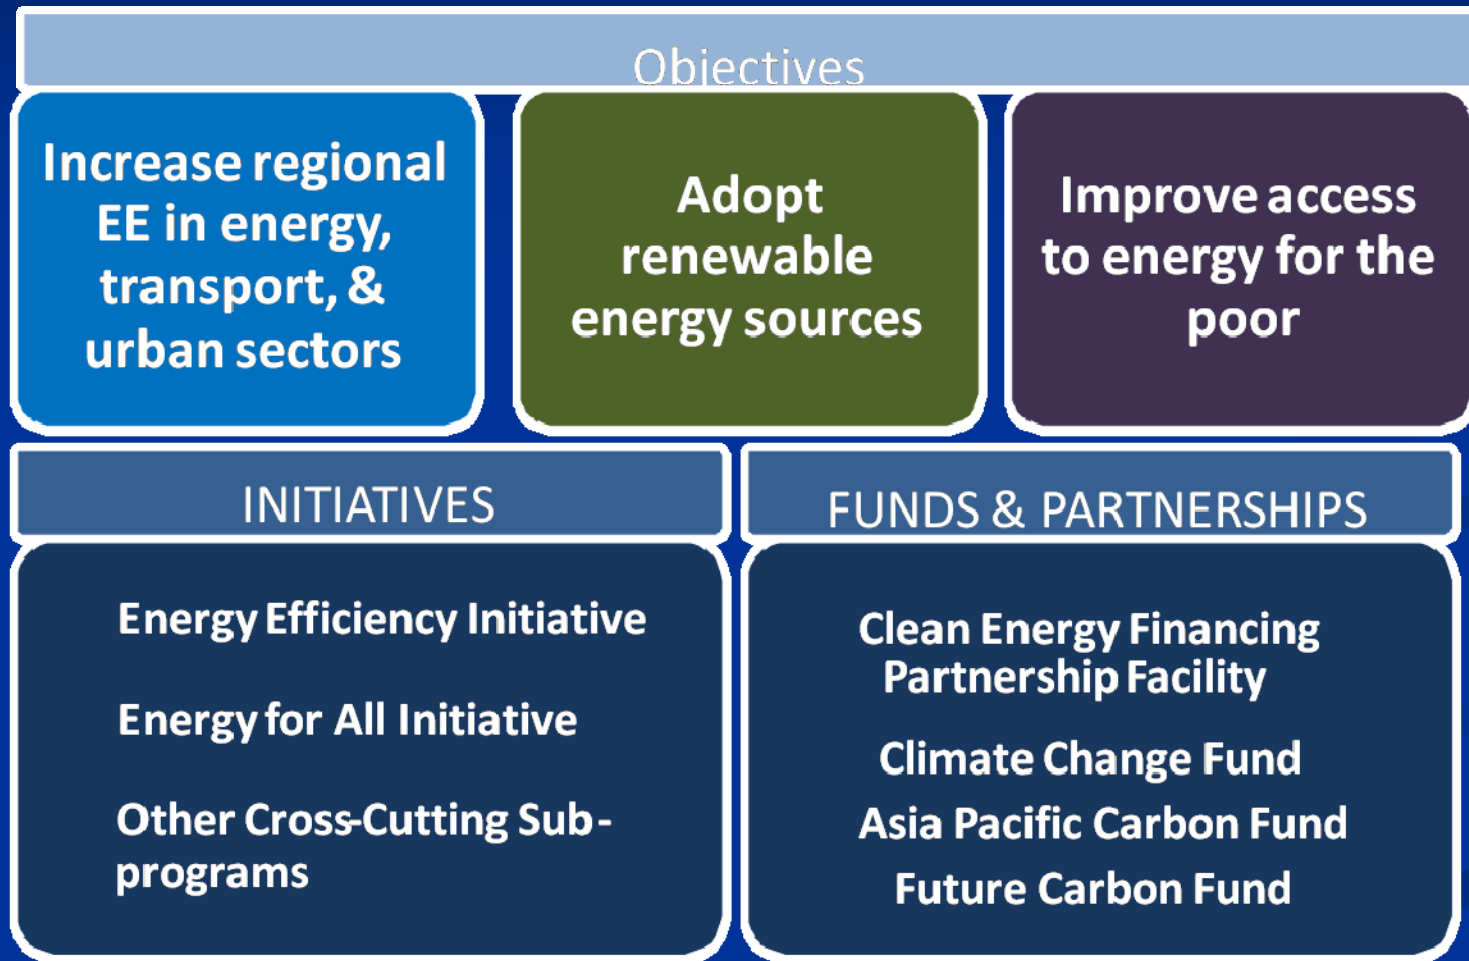 Objectives
Increase regional
EE in energy,
transport, &
urban sectors
Adopt
renewable
energy sources
Improve access
to energy for the
poor
INITIATIVES
Energy Efficiency Initiative
Energy for All Initiative
Other Cross-Cutting Sub-
programs
FUNDS & PARTNERSHIPS
Clean Energy Financing
Partnership Facility
Climate Change Fund
Asia Pacific Carbon Fund
Future Carbon Fund